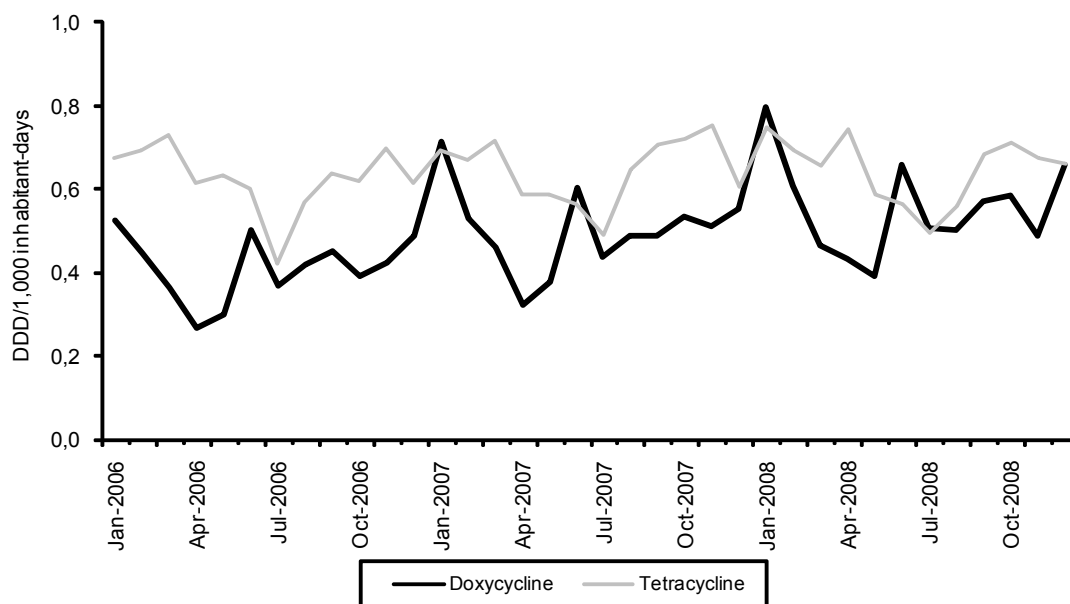 1,0
0,8
0,6
0,4
0,2
0,0
DDD/1,000 inhabitant-days
Jan-2006
Apr-2006
Jul-2006
Oct-2006
Jan-2007
Apr-2007
Jul-2007
Oct-2007
Jan-2008
Apr-2008
Jul-2008
Oct-2008
Doxycycline Tetracycline